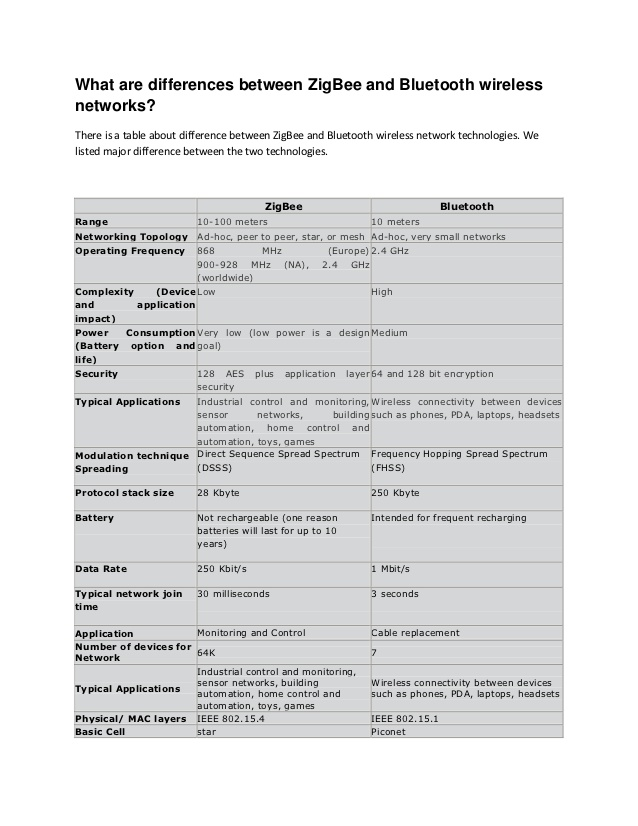 What are differences between ZigBee and Bluetooth wireless
networks?
There is a table about difference between ZigBee and Bluetooth wireless network technologies. We
listed major difference between the two technologies.
ZigBee Bluetooth
Range 10-100 meters 10 meters
Networking Topology Ad-hoc, peer to peer, star, or mesh Ad-hoc, very small networks
Operating Frequency 868 MHz (Europe) 2.4 GHz
900-928 MHz (NA), 2.4 GHz
(worldwide)
Complexity (Device Low High
and application
impact)
Power Consumption Very low (low power is a design Medium
(Battery option and goal)
life)
Security 128 AES plus application layer 64 and 128 bit encryption
security
Typical Applications Industrial control and monitoring, Wireless connectivity between devices
sensor networks, building such as phones, PDA, laptops, headsets
automation, home control and
automation, toys, games
Modulation technique Direct Sequence Spread Spectrum Frequency Hopping Spread Spectrum
Spreading (DSSS) (FHSS)
Protocol stack size 28 Kbyte 250 Kbyte
Battery Not rechargeable (one reason Intended for frequent recharging
batteries will last for up to 10
years)
Data Rate 250 Kbit/s 1 Mbit/s
Typical network join 30 milliseconds 3 seconds
time
Application Monitoring and Control Cable replacement
Number of devices for
Network 64K 7
Typical Applications Industrial control and monitoring,
sensor networks, building Wireless connectivity between devices
automation, home control and such as phones, PDA, laptops, headsets
automation, toys, games
Physical/ MAC layers IEEE 802.15.4 IEEE 802.15.1
Basic Cell star Piconet